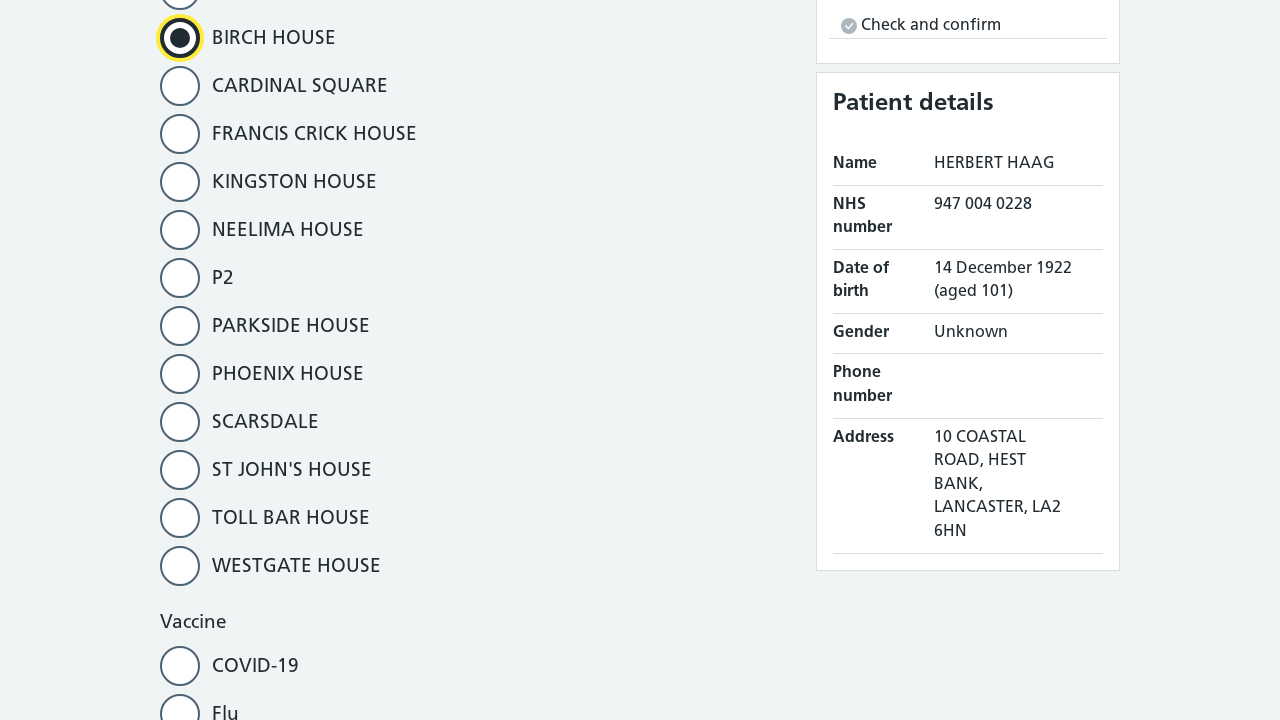 BIRCH HOUSE
CARDINAL SQUARE
FRANCIS CRICK HOUSE
KINGSTON HOUSE
NEELIMA HOUSE
P2
PARKSIDE HOUSE
PHOENIX HOUSE
SCARSDALE
ST JOHN'S HOUSE
TOLL BAR HOUSE
WESTGATE HOUSE
Vaccine
COVID-19
Flu
Check and confirm
Patient details
Name HERBERT HAAG
NHS 947 004 0228
number
Date of 14 December 1922
birth (aged 101)
Gender Unknown
Phone
number
Address 10 COASTAL
ROAD, HEST
BANK,
LANCASTER, LA2
6HN